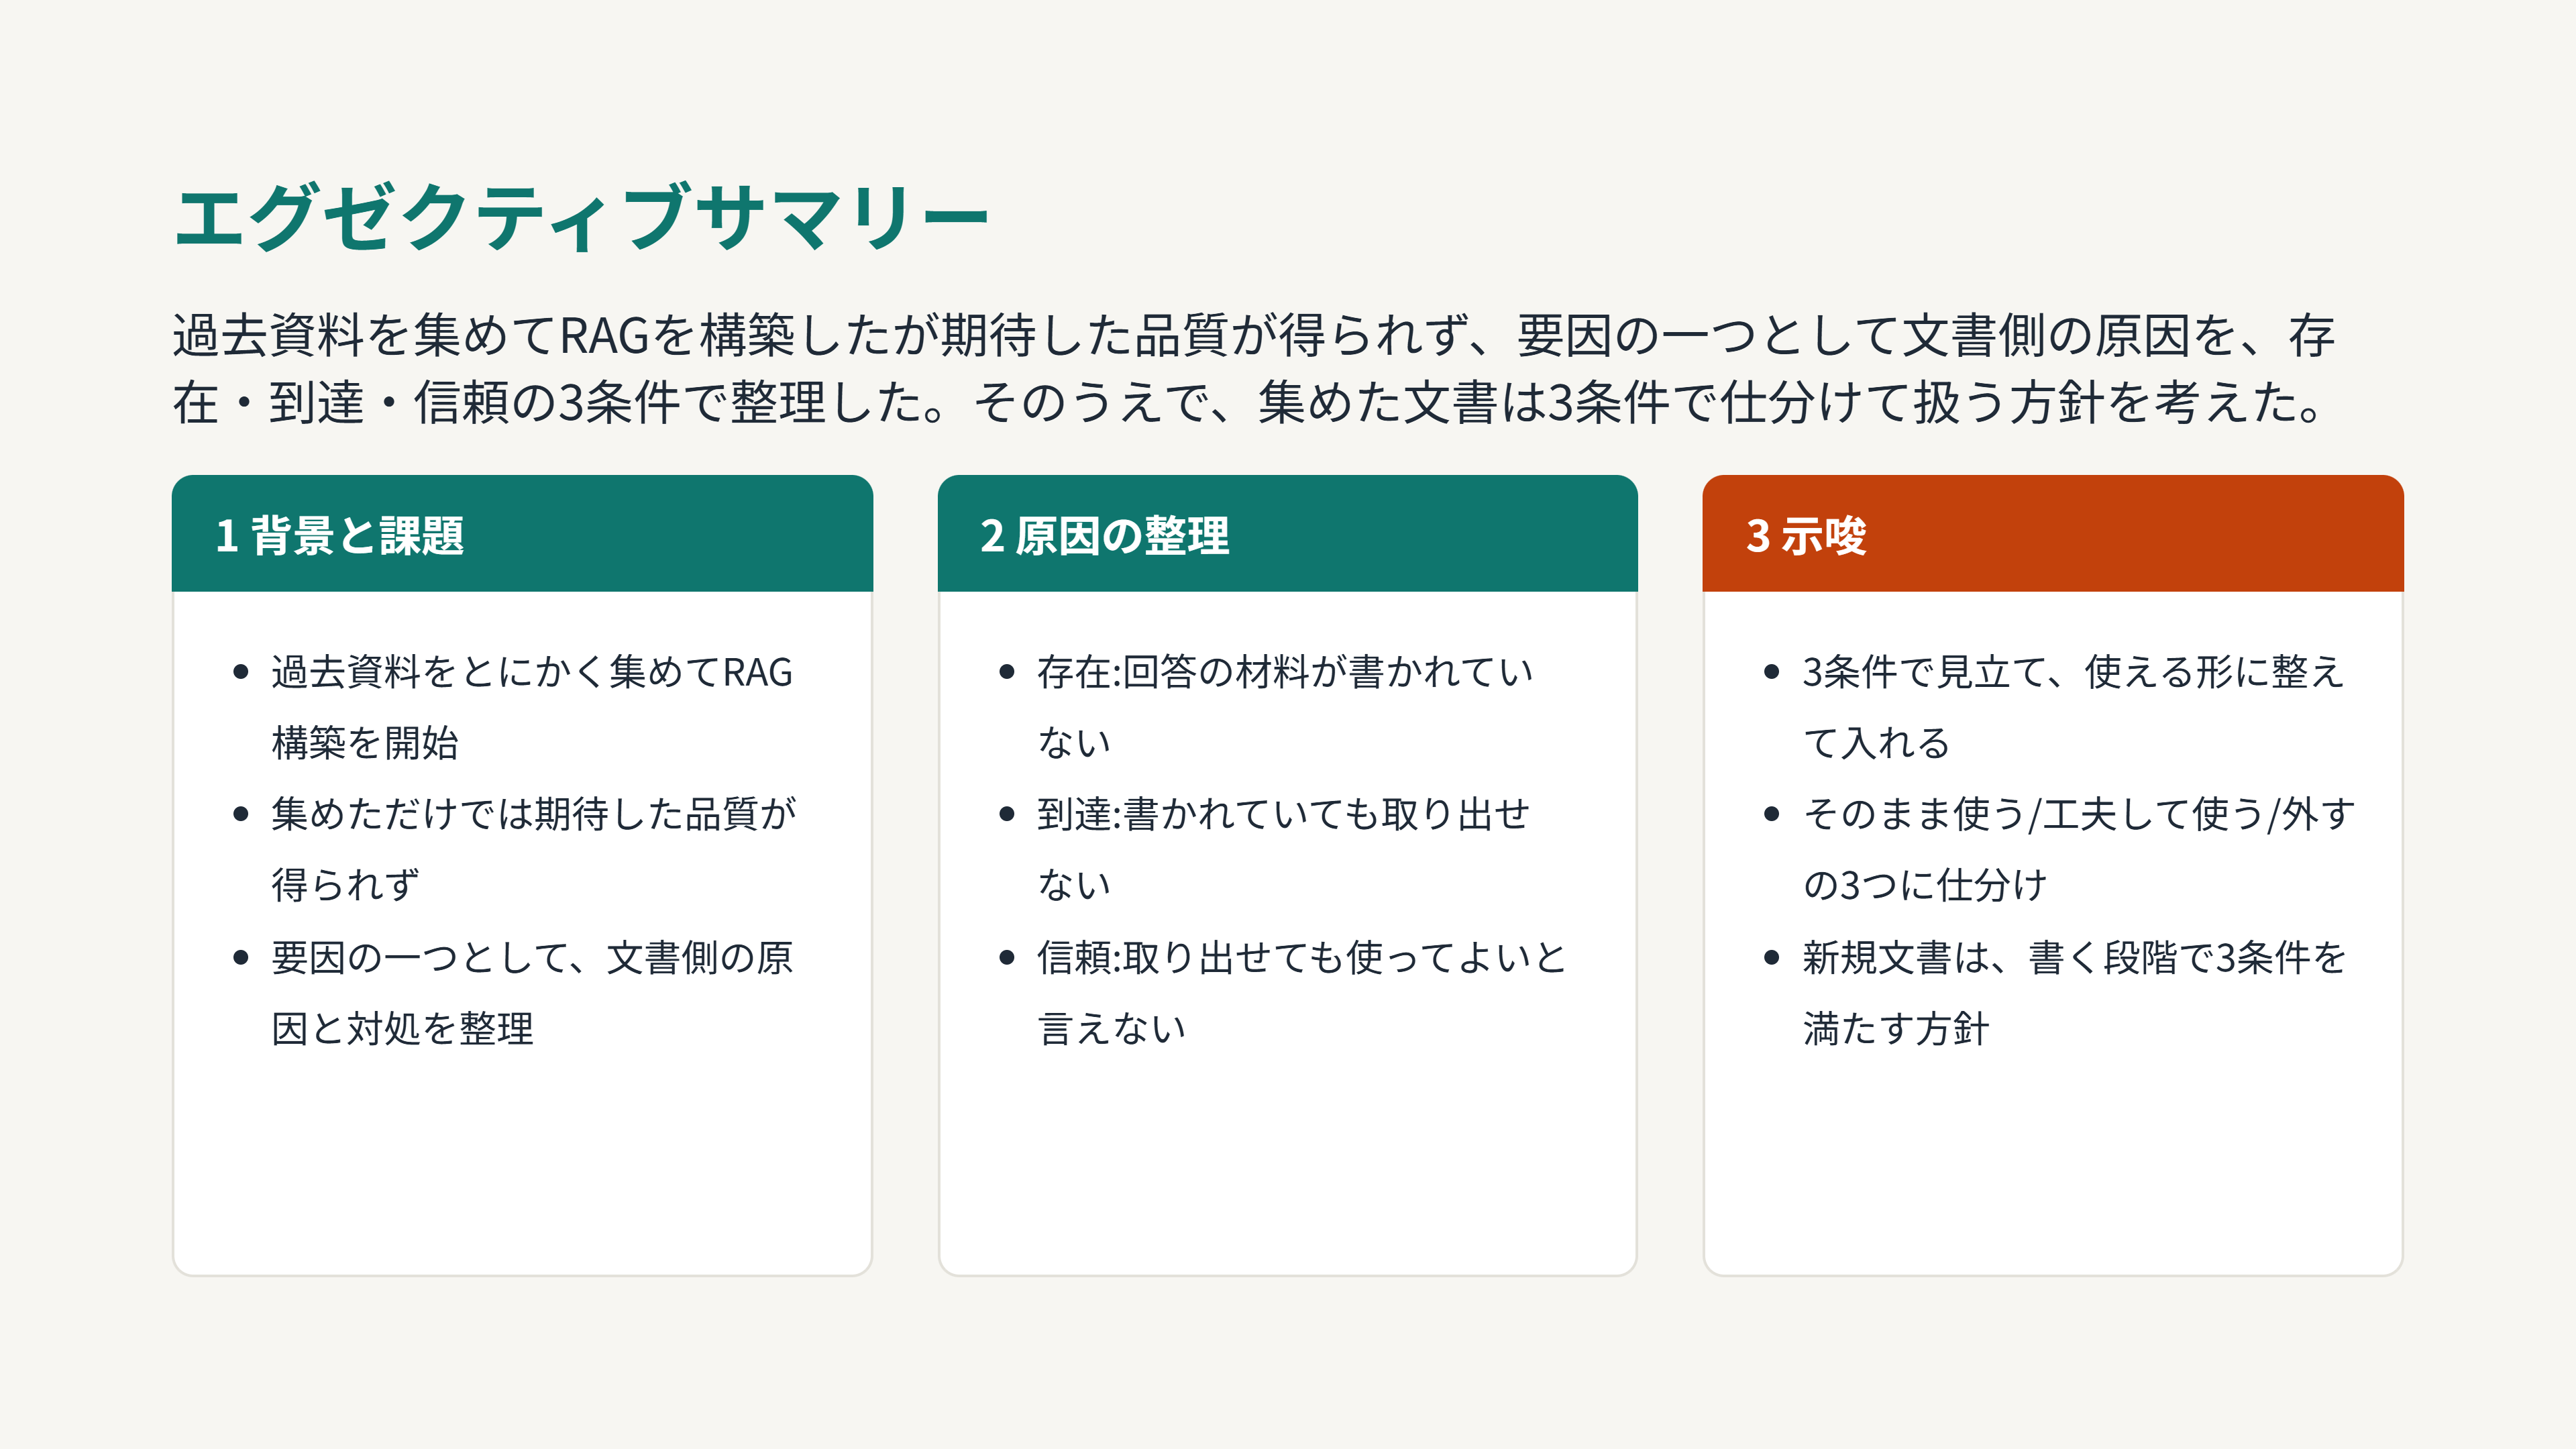 エグゼクティブサマリー
過去資料を集めてRAGを構築したが期待した品質が得られず、要因の一つとして文書側の原因を、存
在・到達・信頼の3条件で整理した。そのうえで、集めた文書は3条件で仕分けて扱う方針を考えた。
1 背景と課題
• 過去資料をとにかく集めてRAG
構築を開始
• 集めただけでは期待した品質が
得られず
• 要因の一つとして、文書側の原
因と対処を整理
2 原因の整理
• 存在:回答の材料が書かれてい
ない
• 到達:書かれていても取り出せ
ない
• 信頼:取り出せても使ってよいと
言えない
3 示唆
• 3条件で見立て、使える形に整え
て入れる
• そのまま使う/工夫して使う/外す
の3つに仕分け
• 新規文書は、書く段階で3条件を
満たす方針